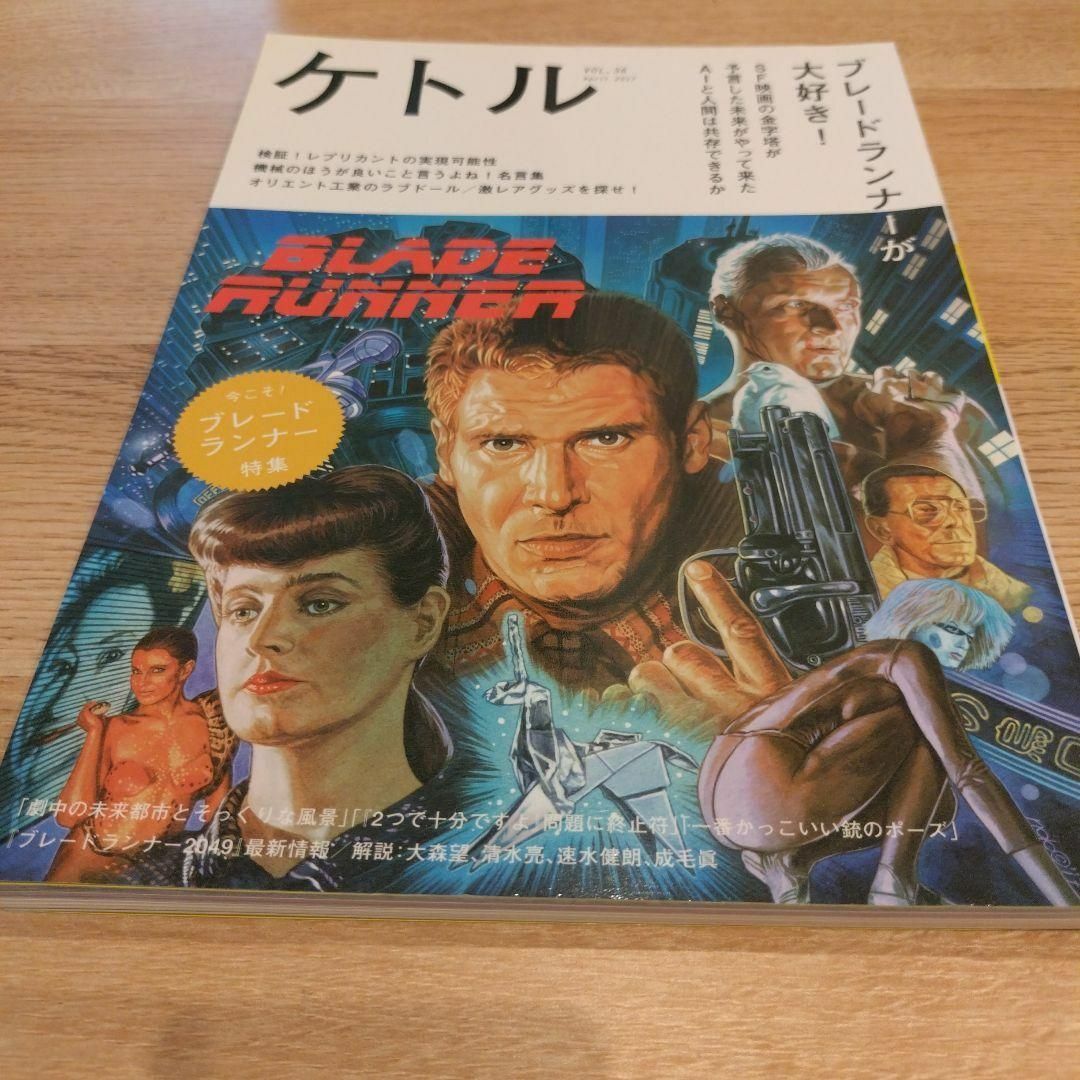 ケトル
VOL.36
April 2017
ブレードランナーが
大好き!
SF映画の金字塔が
予言した未来がやって来た
AIと人間は共存できるか
検証!レプリカントの実現可能性
機械のほうが良いこと言うよね!名言集
オリエント工業のラブドール/激レアグッズを探せ!
BLADE
RUNNER
今こそ!
ブレード
ランナー
特集
「劇中の未来都市とそっくりな風景」「『2つで十分ですよ』問題に終止符」「一番かっこいい銃のポーズ」
『ブレードランナー2049』最新情報/解説:大森望、清水亮、速水健朗、成毛眞